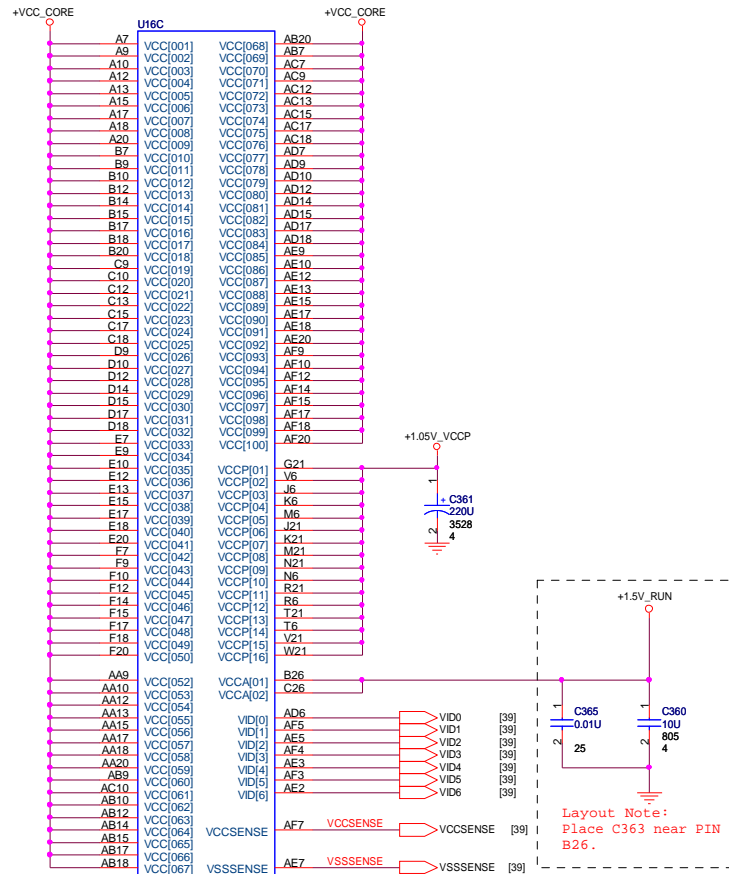 +VCC_CORE +VCC_CORE
U16C
A7 VCC[001] VCC[068] AB20
A9 VCC[002] VCC[069] AB7
A10 VCC[003] VCC[070] AC7
A12 VCC[004] VCC[071] AC9
A13 VCC[005] VCC[072] AC12
A15 VCC[006] VCC[073] AC13
A17 VCC[007] VCC[074] AC15
A18 VCC[008] VCC[075] AC17
A20 VCC[009] VCC[076] AC18
B7 VCC[010] VCC[077] AD7
B9 VCC[011] VCC[078] AD9
B10 VCC[012] VCC[079] AD10
B12 VCC[013] VCC[080] AD12
B14 VCC[014] VCC[081] AD14
B15 VCC[015] VCC[082] AD15
B17 VCC[016] VCC[083] AD17
B18 VCC[017] VCC[084] AD18
B20 VCC[018] VCC[085] AE9
C9 VCC[019] VCC[086] AE10
C10 VCC[020] VCC[087] AE12
C12 VCC[021] VCC[088] AE13
C13 VCC[022] VCC[089] AE15
C15 VCC[023] VCC[090] AE17
C17 VCC[024] VCC[091] AE18
C18 VCC[025] VCC[092] AE20
D9 VCC[026] VCC[093] AF9
D10 VCC[027] VCC[094] AF10
D12 VCC[028] VCC[095] AF12
D14 VCC[029] VCC[096] AF14
D15 VCC[030] VCC[097] AF15
D17 VCC[031] VCC[098] AF17
D18 VCC[032] VCC[099] AF18
E7 VCC[033] VCC[100] AF20
E9 VCC[034]
E10 VCC[035] VCCP[01] G21
E12 VCC[036] VCCP[02] V6
E13 VCC[037] VCCP[03] J6
E15 VCC[038] VCCP[04] K6
E17 VCC[039] VCCP[05] M6
E18 VCC[040] VCCP[06] J21
E20 VCC[041] VCCP[07] K21
F7 VCC[042] VCCP[08] M21
F9 VCC[043] VCCP[09] N21
F10 VCC[044] VCCP[10] N6
F12 VCC[045] VCCP[11] R21
F14 VCC[046] VCCP[12] R6
F15 VCC[047] VCCP[13] T21
F17 VCC[048] VCCP[14] T6
F18 VCC[049] VCCP[15] V21
F20 VCC[050] VCCP[16] W21
+1.05V_VCCP
1
+ C361
220U
3528
2 4
AA9 VCC[052] VCCA[01] B26
AA10 VCC[053] VCCA[02] C26
AA12 VCC[054]
AA13 VCC[055] VID[0] AD6 VID0 [39]
AA15 VCC[056] VID[1] AF5 VID1 [39]
AA17 VCC[057] VID[2] AE5 VID2 [39]
AA18 VCC[058] VID[3] AF4 VID3 [39]
AA20 VCC[059] VID[4] AE3 VID4 [39]
AB9 VCC[060] VID[5] AF3 VID5 [39]
AC10 VCC[061] VID[6] AE2 VID6 [39]
AB10 VCC[062]
AB12 VCC[063]
AB14 VCC[064] VCCSENSE AF7 VCCSENSE VCCSENSE [39]
AB15 VCC[065]
AB17 VCC[066]
AB18 VCC[067] VSSSENSE AE7 VSSSENSE VSSSENSE [39]
+1.5V_RUN
1 1
C365 C360
0.01U 10U
805
2 25 2 4
Layout Note:
Place C363 near PIN
B26.